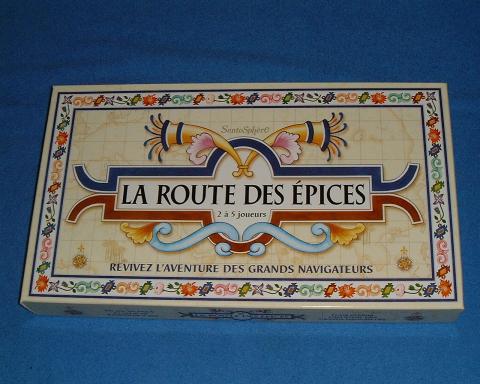 SentoSphère
LA ROUTE DES ÉPICES
2 à 5 joueurs
REVIVEZ L'AVENTURE DES GRANDS NAVIGATEURS